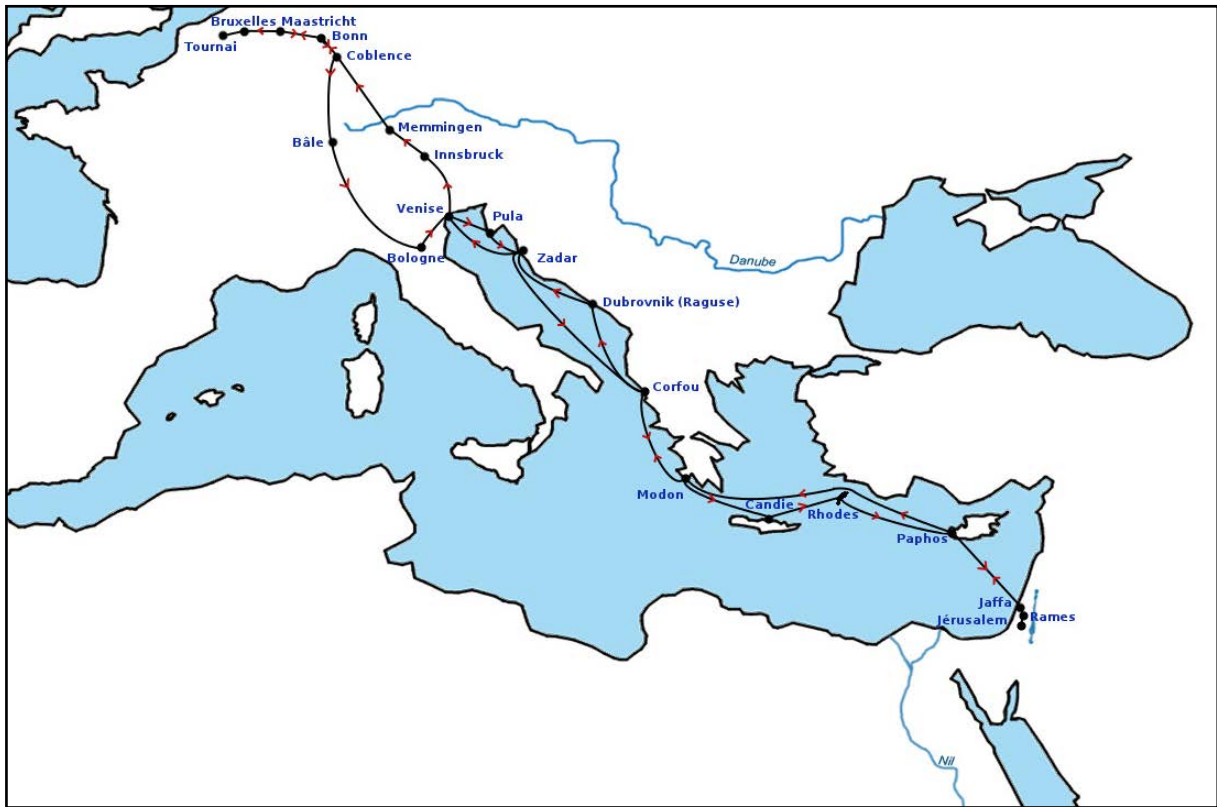 Bruxelles Maastricht
Tournai
Bonn
Coblence
Memmingen
Bâle
Innsbruck
Venise
Pula
Bologne
Zadar
Danube
Dubrovnik (Raguse)
Corfou
Modon
Candie
Rhodes
Paphos
Jaffa
Rames
Jérusalem
Nil